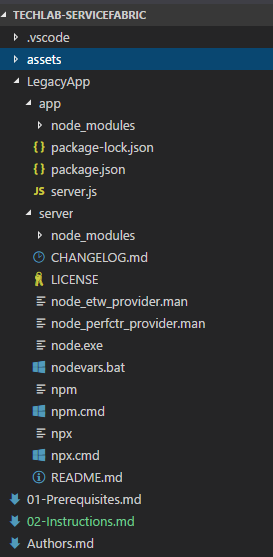 TECHLAB-SERVICEFABRIC
.vscode
assets
LegacyApp
app
node_modules
package-lock.json
package.json
server.js
server
node_modules
CHANGELOG.md
LICENSE
node_etw_provider.man
node_perfctr_provider.man
node.exe
nodevars.bat
npm
npm.cmd
npx
npx.cmd
README.md
01-Prerequisites.md
02-Instructions.md
Authors.md